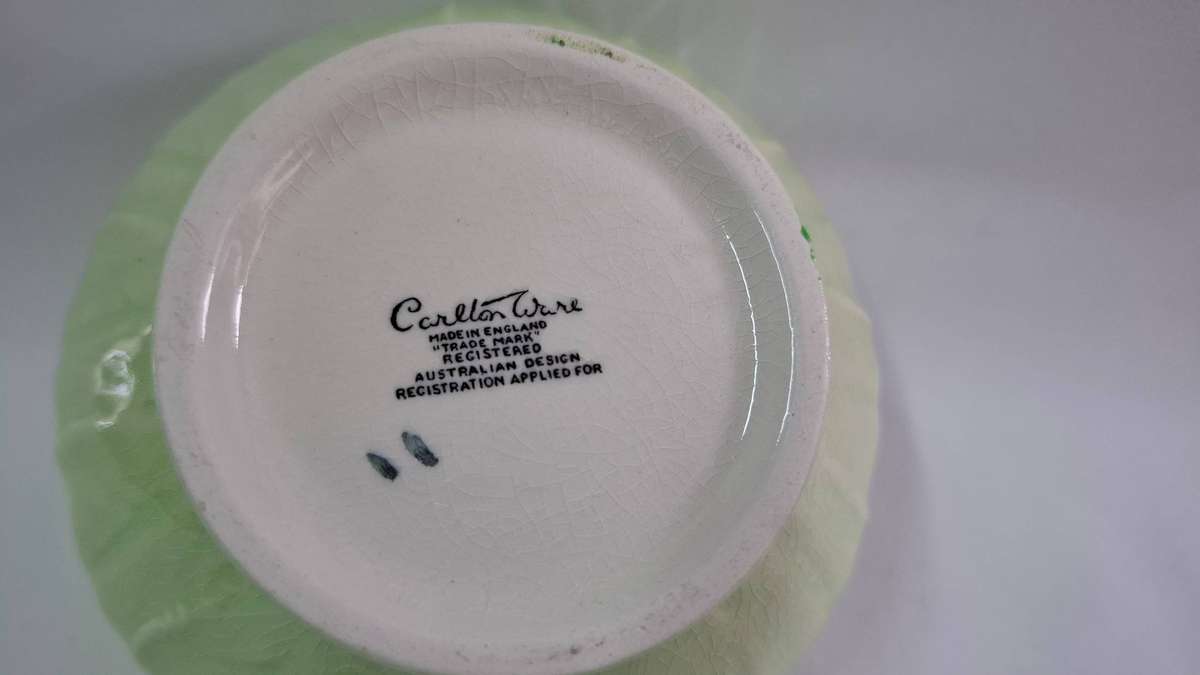 Carlton Ware
MADE IN ENGLAND
"TRADE MARK"
REGISTERED
AUSTRALIAN DESIGN
REGISTRATION APPLIED FOR